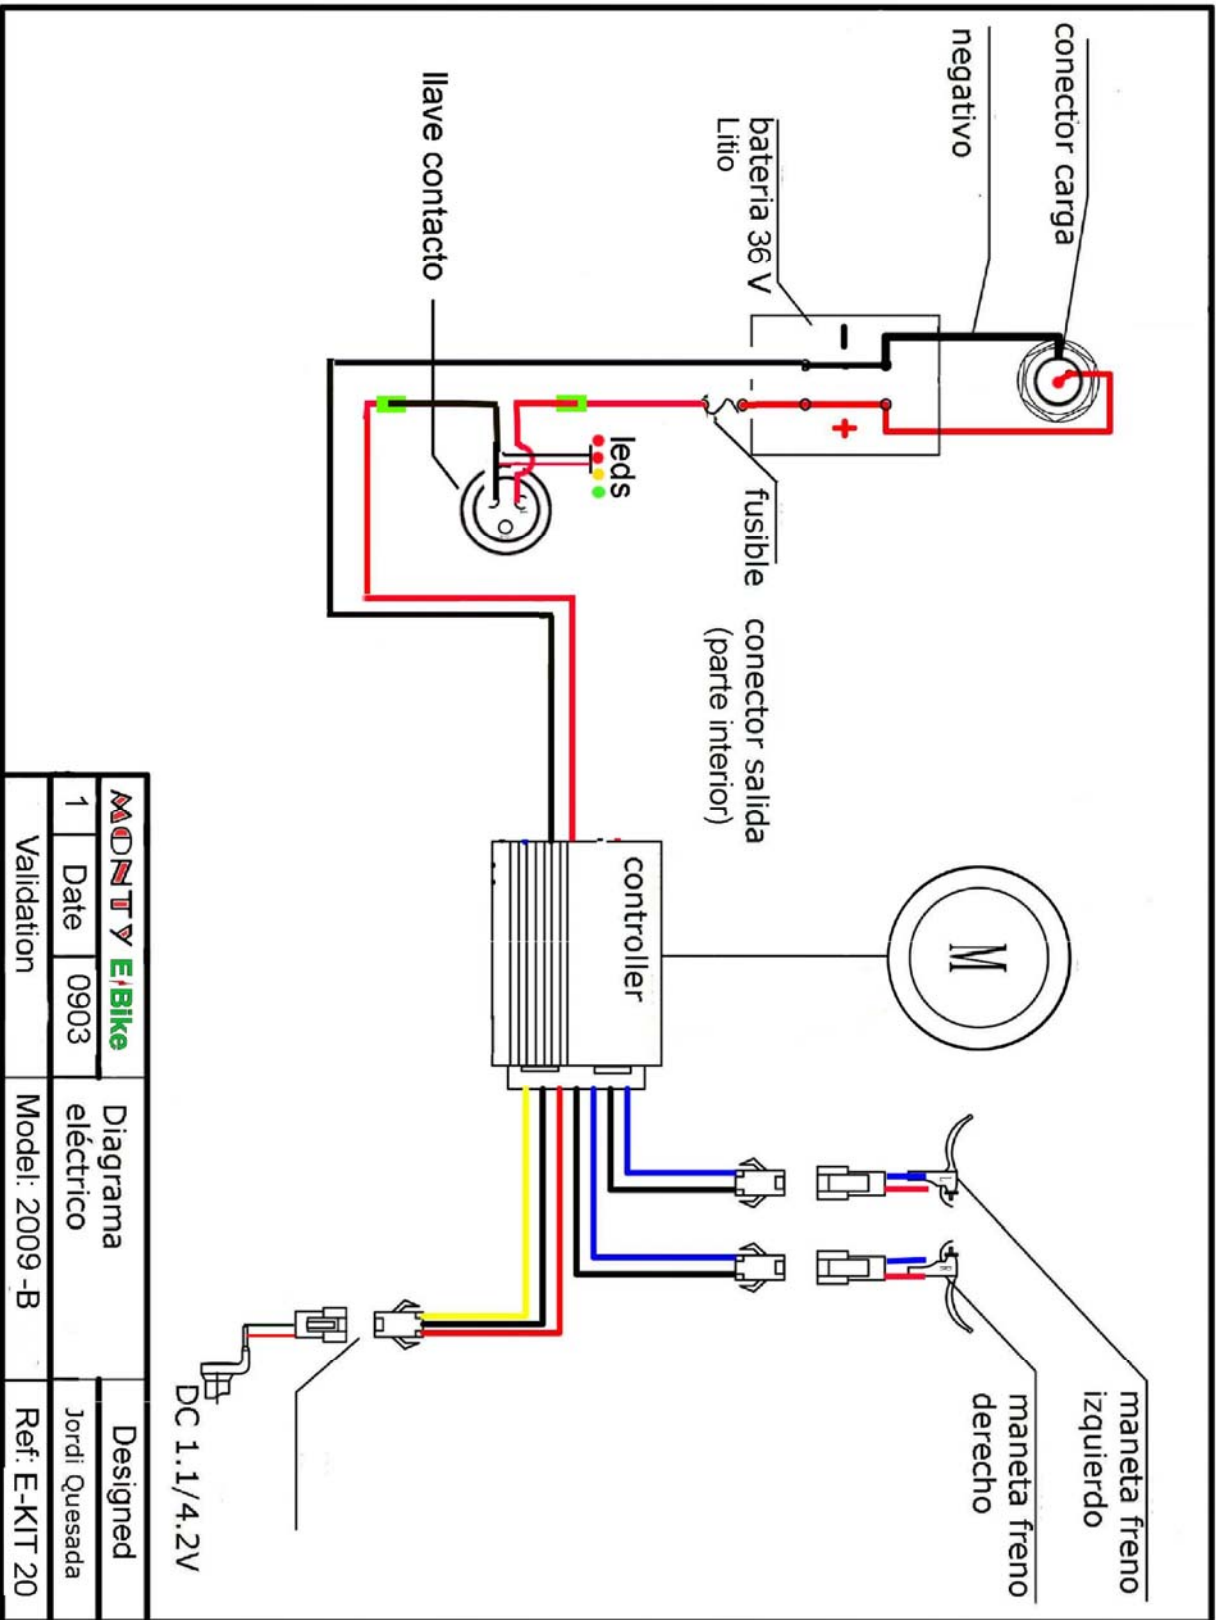 conector carga
negativo
bateria 36 V
Litio
-
+
fusible
conector salida
(parte interior)
leds
llave contacto
controller
M
L
R
maneta freno
izquierdo
maneta freno
derecho
DC 1.1/4.2V
MONTY E/Bike
Diagrama
eléctrico
Designed
1
Date
0903
Jordi Quesada
Validation
Model: 2009 -B
Ref: E-KIT 20